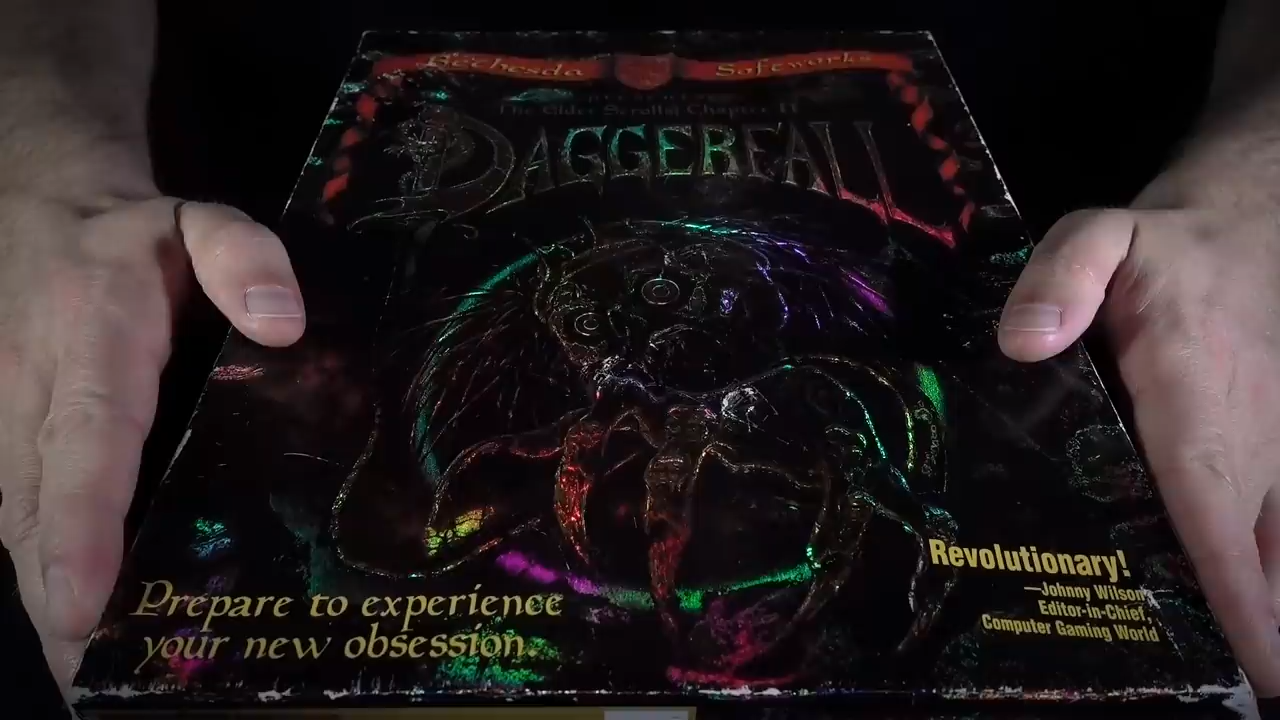 Bethesda Softworks
The Elder Scrolls Chapter II
DAGGERFALL
Prepare to experience
your new obsession.
Revolutionary!
—Johnny Wilson,
Editor-in-Chief,
Computer Gaming World